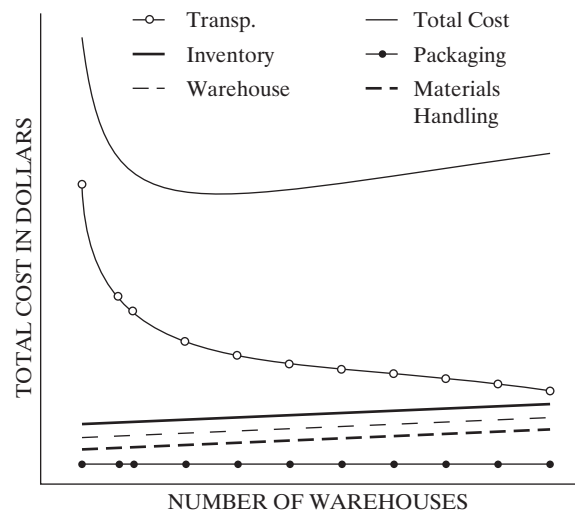 Transp.
Total Cost
Inventory
Packaging
Warehouse
Materials
Handling
TOTAL COST IN DOLLARS
NUMBER OF WAREHOUSES